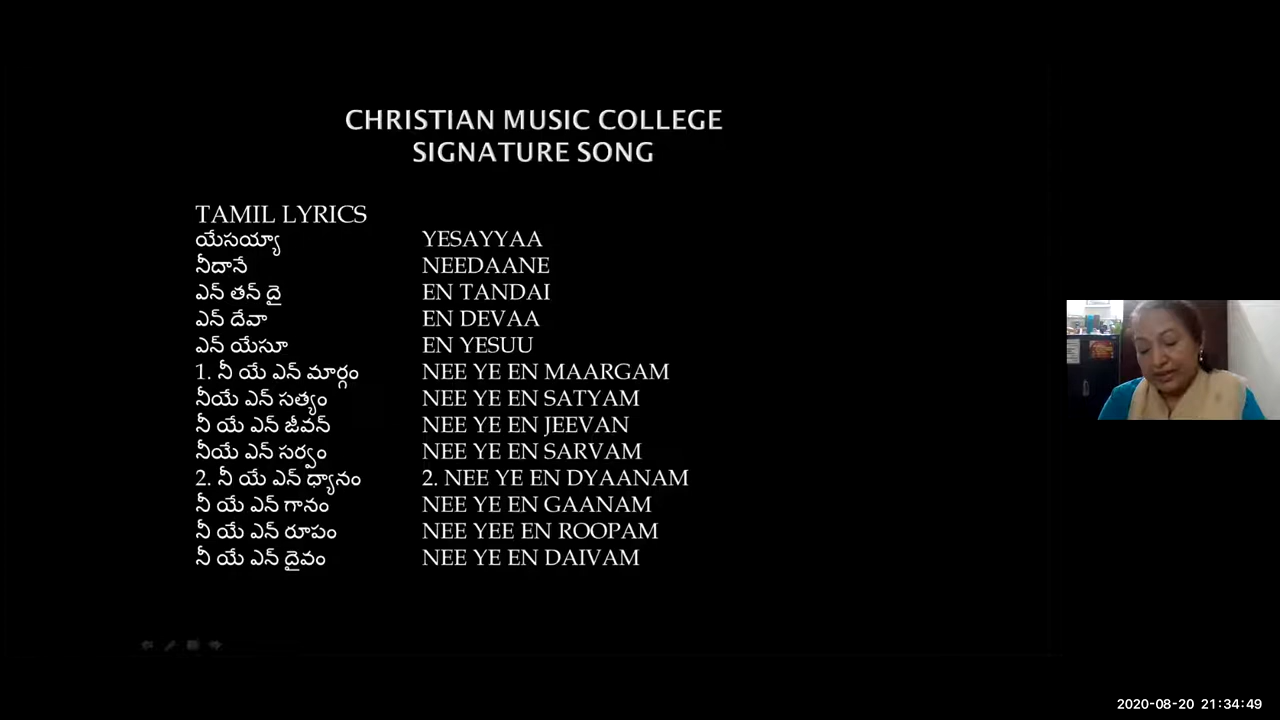 CHRISTIAN MUSIC COLLEGE
SIGNATURE SONG
TAMIL LYRICS
యేసయ్యా YESAYYAA
నీదానే NEEDAANE
ఎన్ తన్ దై EN TANDAI
ఎన్ దేవా EN DEVAA
ఎన్ యేసూ EN YESUU
1. నీ యే ఎన్ మార్గం NEE YE EN MAARGAM
నీయే ఎన్ సత్యం NEE YE EN SATYAM
నీ యే ఎన్ జీవన్ NEE YE EN JEEVAN
నీయే ఎన్ సర్వం NEE YE EN SARVAM
2. నీ యే ఎన్ ధ్యానం 2. NEE YE EN DYAANAM
నీ యే ఎన్ గానం NEE YE EN GAANAM
నీ యే ఎన్ రూపం NEE YEE EN ROOPAM
నీ యే ఎన్ దైవం NEE YE EN DAIVAM
2020-08-20 21:34:49